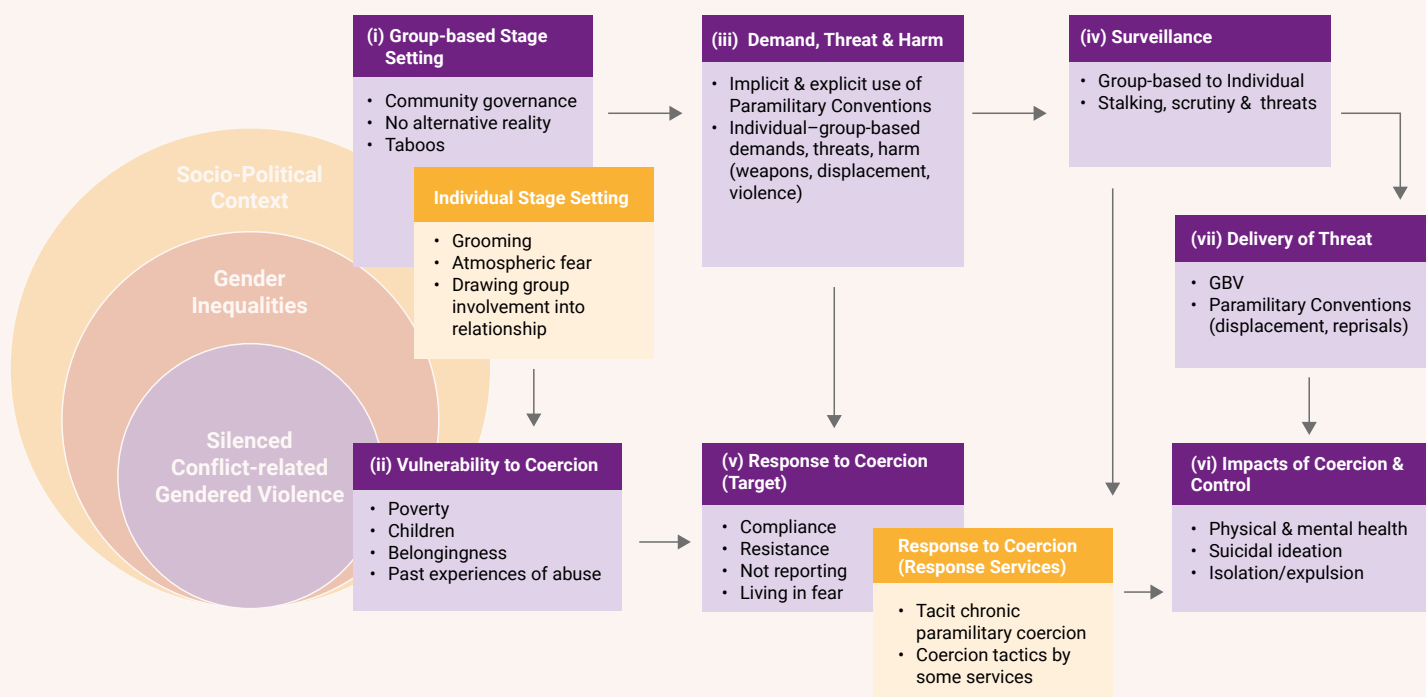 Socio-Political
Context
Gender
Inequalities
Silenced
Conflict-related
Gendered Violence
(i) Group-based Stage
Setting
• Community governance
• No alternative reality
• Taboos
Individual Stage Setting
• Grooming
• Atmospheric fear
• Drawing group
involvement into
relationship
(ii) Vulnerability to Coercion
• Poverty
• Children
• Belongingness
• Past experiences of abuse
(iii) Demand, Threat & Harm
• Implicit & explicit use of
Paramilitary Conventions
• Individual–group-based
demands, threats, harm
(weapons, displacement,
violence)
(iv) Surveillance
• Group-based to Individual
• Stalking, scrutiny & threats
(v) Response to Coercion
(Target)
• Compliance
• Resistance
• Not reporting
• Living in fear
Response to Coercion
(Response Services)
• Tacit chronic
paramilitary coercion
• Coercion tactics by
some services
(vii) Delivery of Threat
• GBV
• Paramilitary Conventions
(displacement, reprisals)
(vi) Impacts of Coercion &
Control
• Physical & mental health
• Suicidal ideation
• Isolation/expulsion